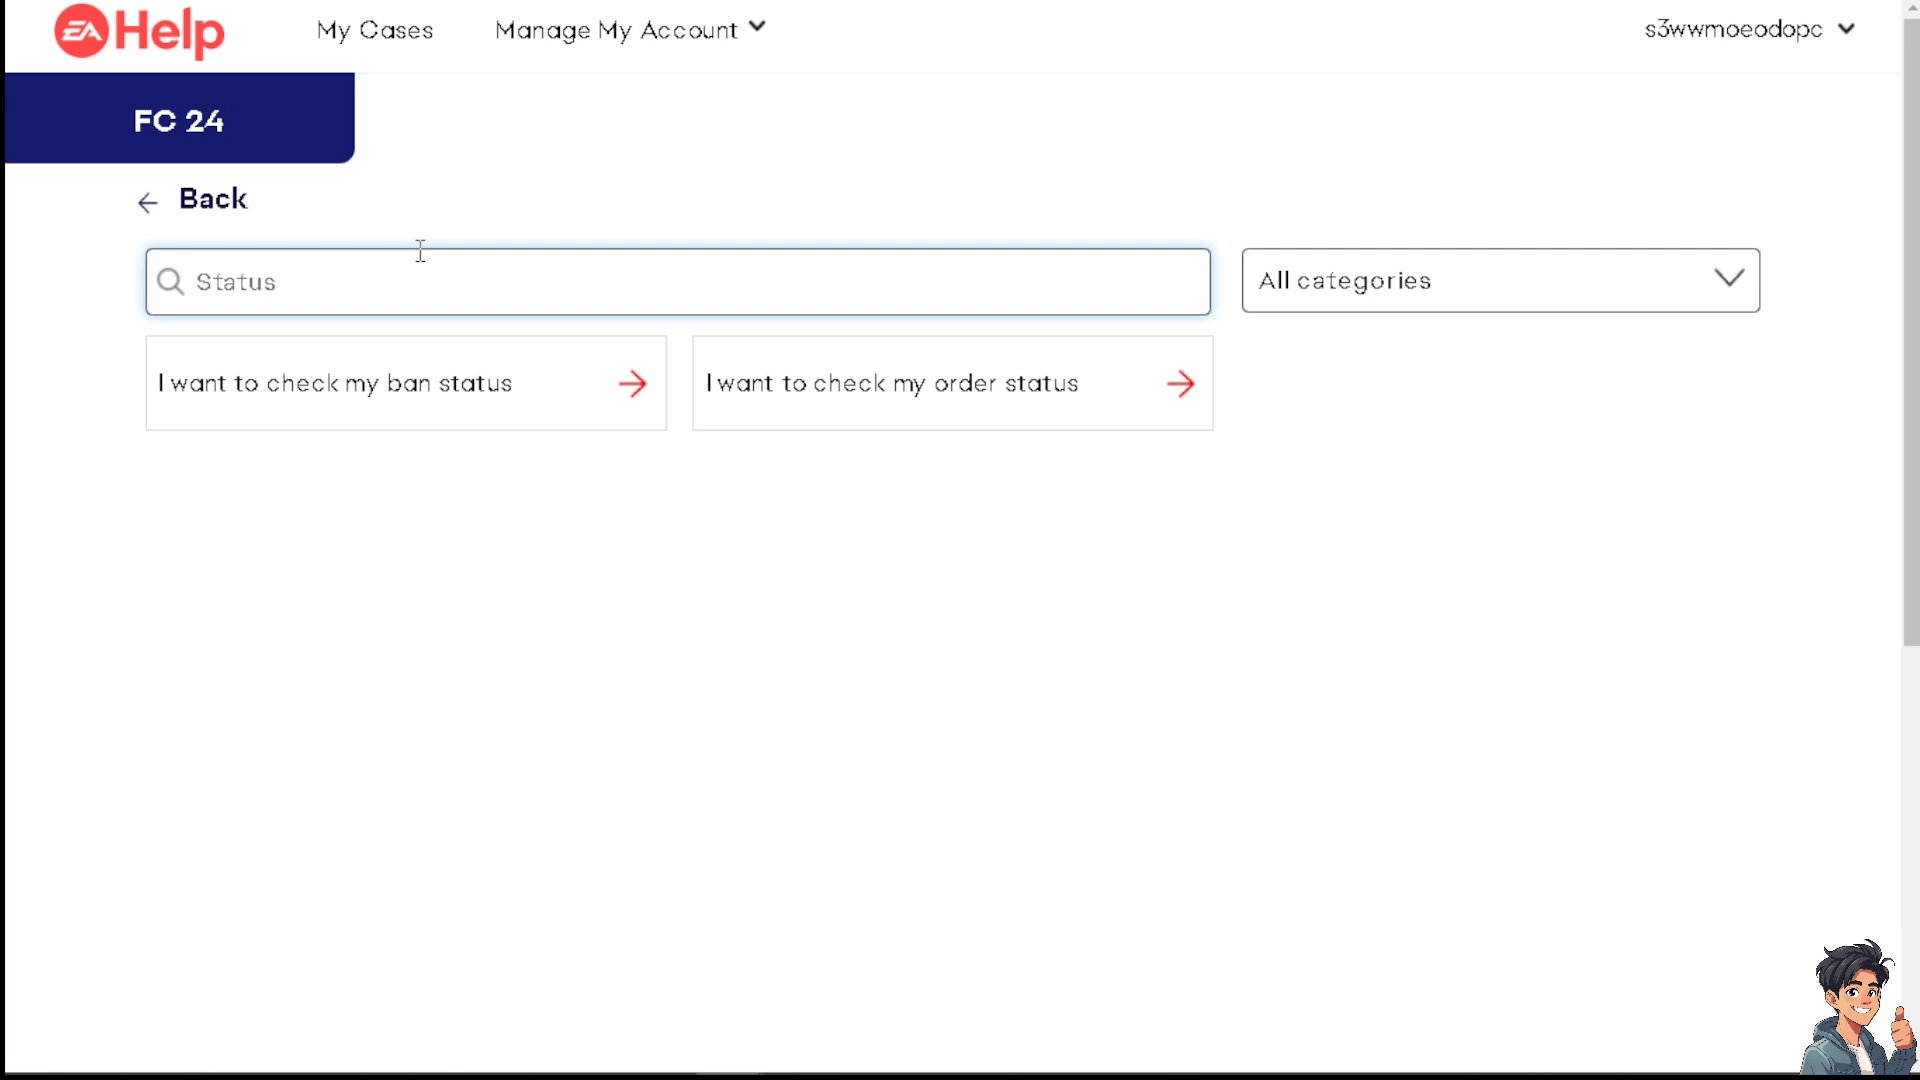 EA Help
My Cases
Manage My Account
s3wwmoeodopc
FC 24
Back
Status
All categories
I want to check my ban status
I want to check my order status